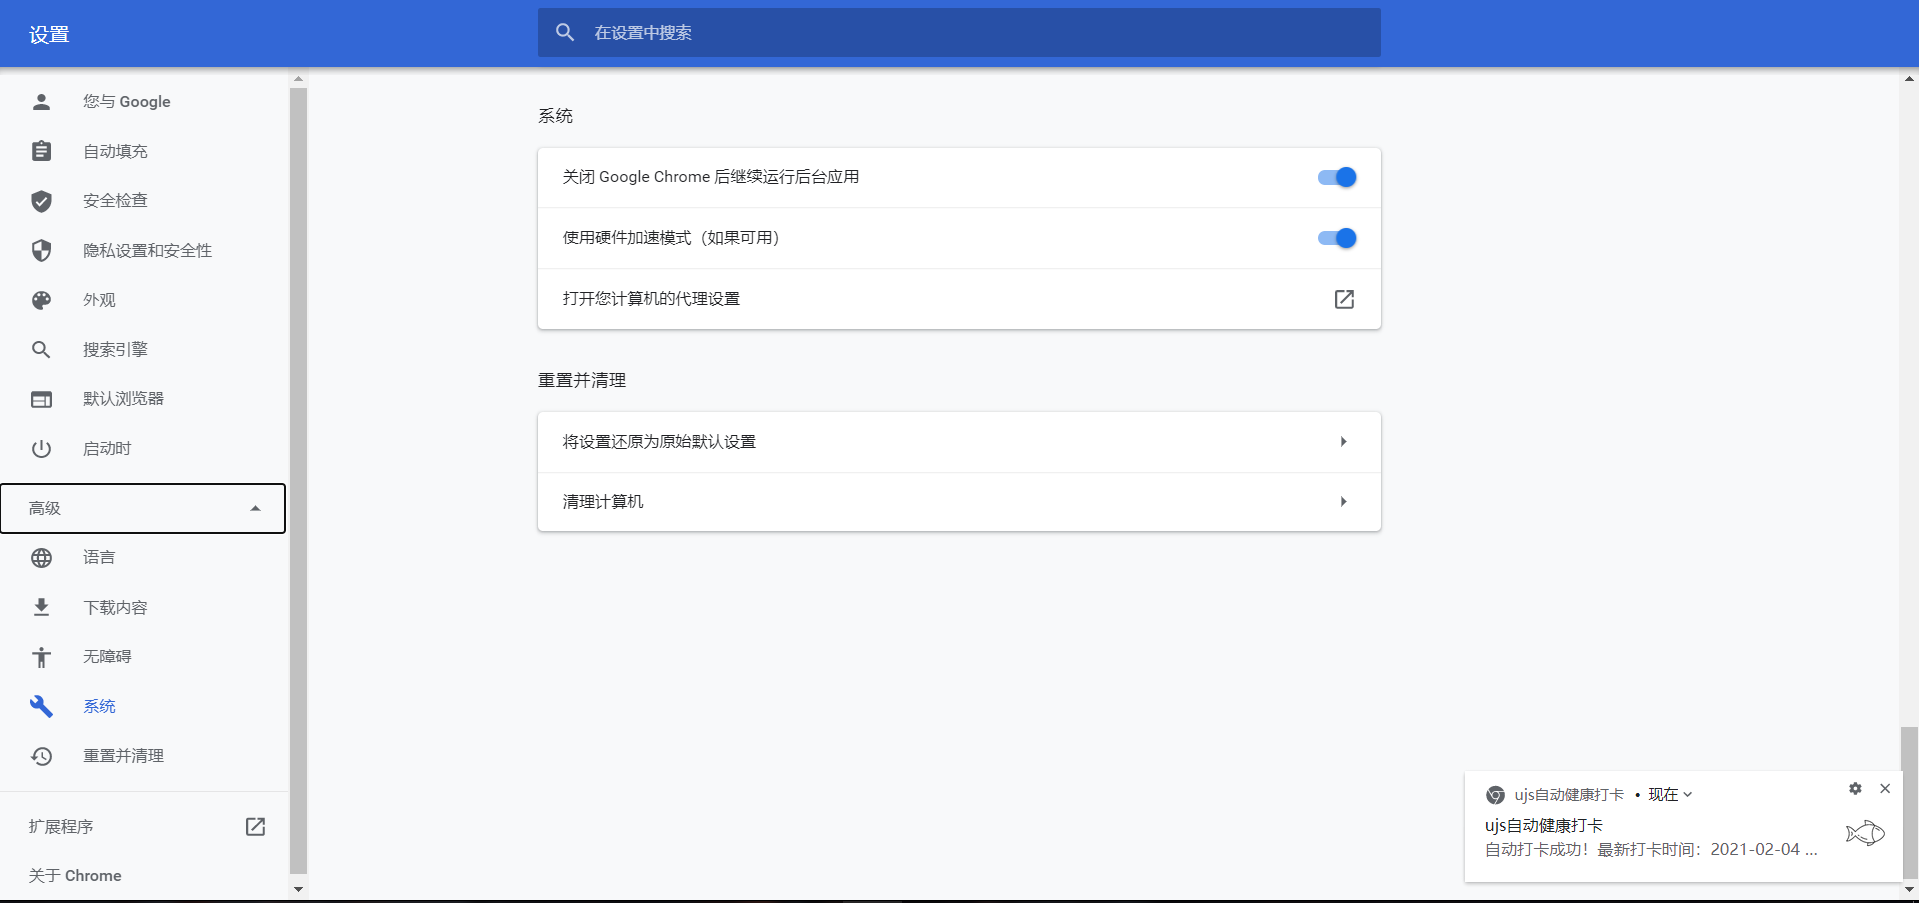 设置
在设置中搜索
您与 Google
自动填充
安全检查
隐私设置和安全性
外观
搜索引擎
默认浏览器
启动时
高级
语言
下载内容
无障碍
系统
重置并清理
扩展程序
关于 Chrome
系统
关闭 Google Chrome 后继续运行后台应用
使用硬件加速模式（如果可用）
打开您计算机的代理设置
重置并清理
将设置还原为原始默认设置
清理计算机
ujs自动健康打卡 • 现在
ujs自动健康打卡
自动打卡成功！最新打卡时间：2021-02-04 ...